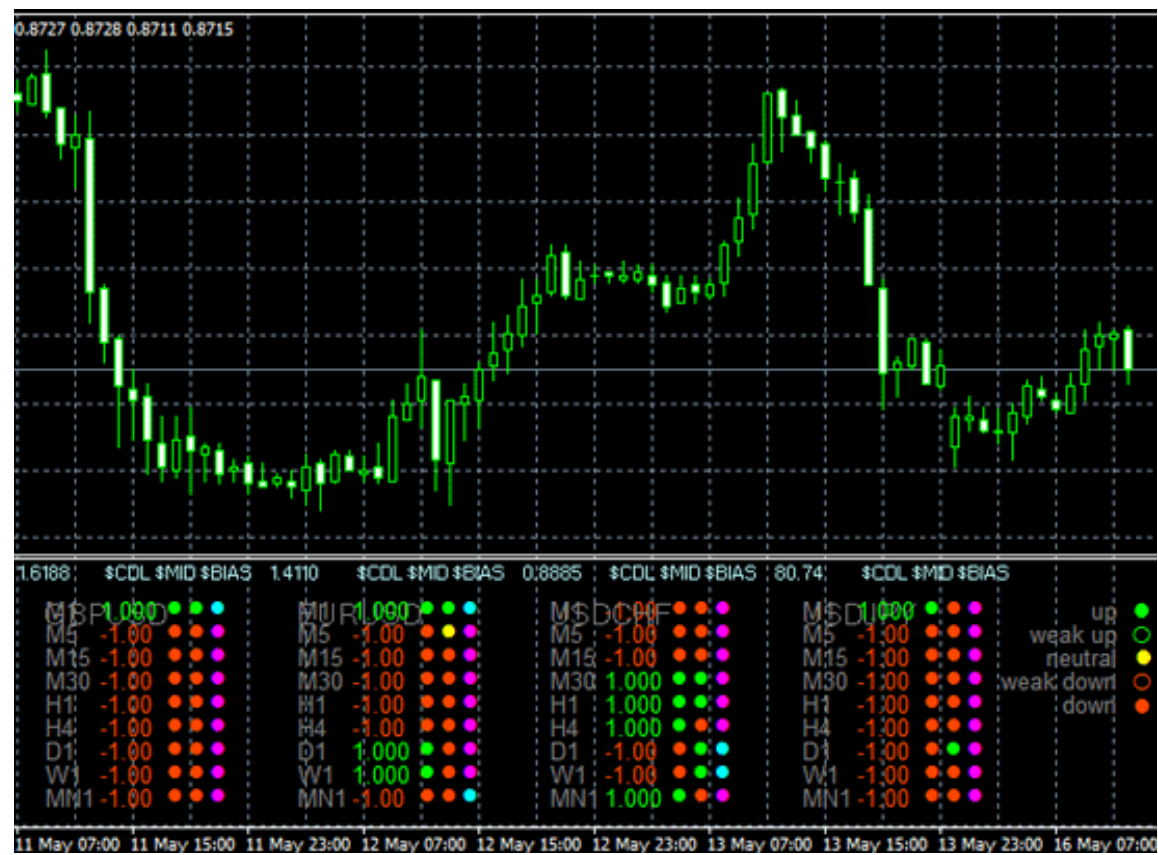 0.8727 0.8728 0.8711 0.8715
1.6188 $CDL $MID $BIAS 1.4110 $CDL $MID $BIAS 0.8885 $CDL $MID $BIAS 80.74 $CDL $MID $BIAS
M1 GBPUSD 1.000 M1 EURUSD 1.000 M1 USDCHF -1.00 M1 USDJPY 1.000 up
M5 -1.00 M5 -1.00 M5 -1.00 M5 -1.00 weak up
M15 -1.00 M15 -1.00 M15 -1.00 M15 -1.00 neutral
M30 -1.00 M30 -1.00 M30 1.000 M30 -1.00 weak down
H1 -1.00 H1 -1.00 H1 1.000 H1 -1.00 down
H4 -1.00 H4 -1.00 H4 1.000 H4 -1.00
D1 -1.00 D1 1.000 D1 -1.00 D1 -1.00
W1 -1.00 W1 1.000 W1 -1.00 W1 -1.00
MN1 -1.00 MN1 -1.00 MN1 1.000 MN1 -1.00
11 May 07:00 11 May 15:00 11 May 23:00 12 May 07:00 12 May 15:00 12 May 23:00 13 May 07:00 13 May 15:00 13 May 23:00 16 May 07:00